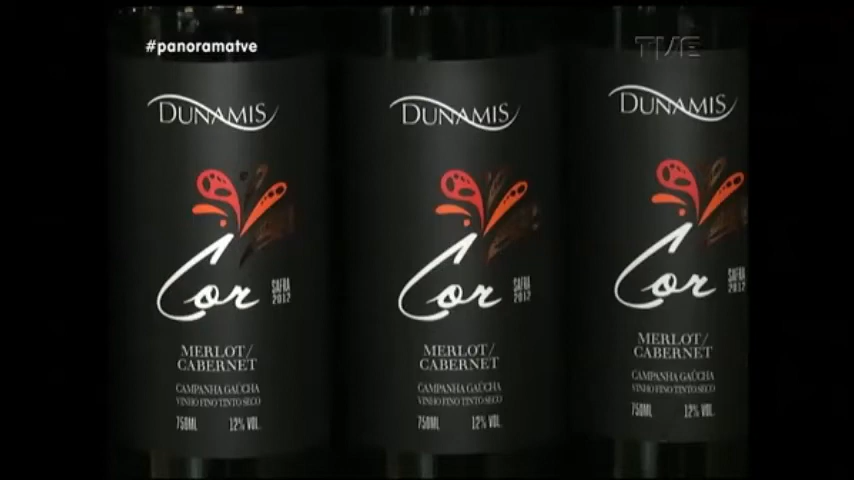 #panoramatve
TVE
DUNAMIS
Cor
SAFRA
2012
MERLOT/
CABERNET
CAMPANHA GAÚCHA
VINHO FINO TINTO SECO
750ML 12% VOL.
DUNAMIS
Cor
SAFRA
2012
MERLOT/
CABERNET
CAMPANHA GAÚCHA
VINHO FINO TINTO SECO
750ML 12% VOL.
DUNAMIS
Cor
SAFRA
2012
MERLOT/
CABERNET
CAMPANHA GAÚCHA
VINHO FINO TINTO SECO
750ML 12% VOL.